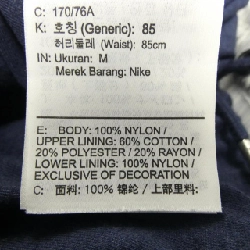 C: 170/76A
K: 호칭 (Generic): 85
허리둘레 (Waist): 85cm
IN: Ukuran: M
Merek Barang: Nike
E: BODY: 100% NYLON /
UPPER LINING: 60% COTTON /
20% POLYESTER / 20% RAYON /
LOWER LINING: 100% NYLON
EXCLUSIVE OF DECORATION
C: 面料: 100% 锦纶 / 上部里料: